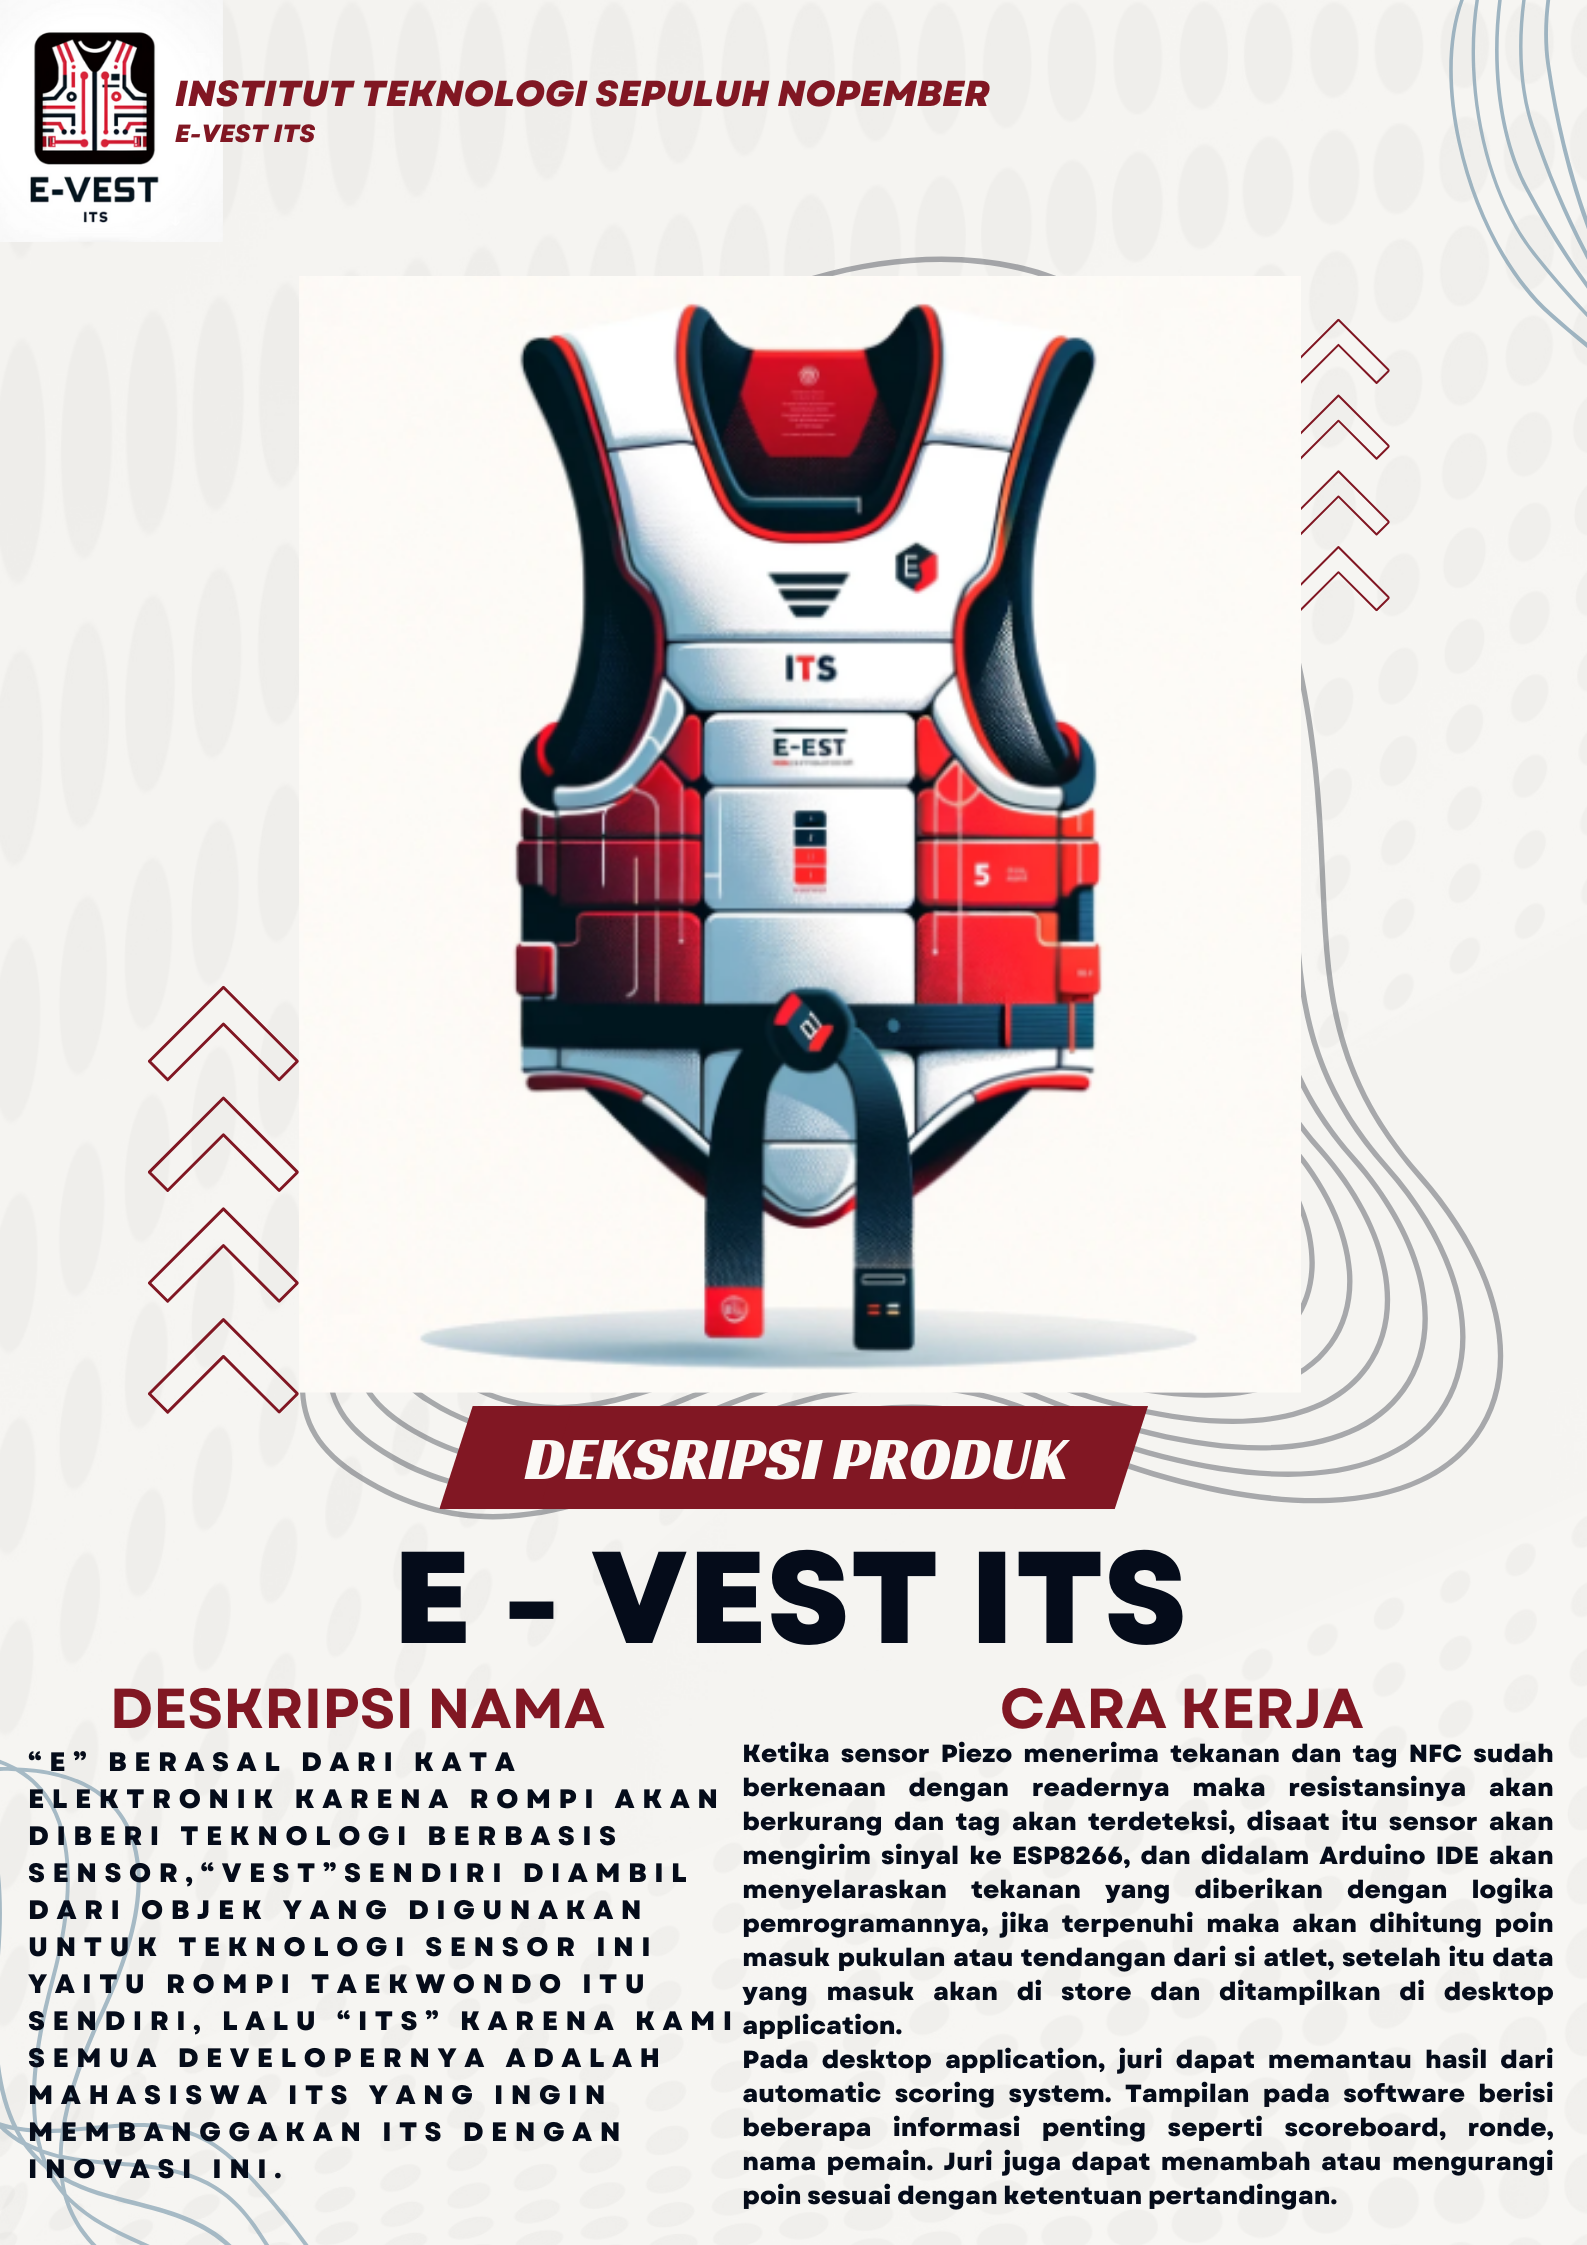 INSTITUT TEKNOLOGI SEPULUH NOPEMBER
E-VEST ITS
E-VEST
ITS
E
ITS
E-EST
5
DEKSRIPSI PRODUK
E - VEST ITS
DESKRIPSI NAMA
“E” BERASAL DARI KATA
ELEKTRONIK KARENA ROMPI AKAN
DIBERI TEKNOLOGI BERBASIS
SENSOR,“VEST”SENDIRI DIAMBIL
DARI OBJEK YANG DIGUNAKAN
UNTUK TEKNOLOGI SENSOR INI
YAITU ROMPI TAEKWONDO ITU
SENDIRI, LALU “ITS” KARENA KAMI
SEMUA DEVELOPERNYA ADALAH
MAHASISWA ITS YANG INGIN
MEMBANGGAKAN ITS DENGAN
INOVASI INI.
CARA KERJA
Ketika sensor Piezo menerima tekanan dan tag NFC sudah
berkenaan dengan readernya maka resistansinya akan
berkurang dan tag akan terdeteksi, disaat itu sensor akan
mengirim sinyal ke ESP8266, dan didalam Arduino IDE akan
menyelaraskan tekanan yang diberikan dengan logika
pemrogramannya, jika terpenuhi maka akan dihitung poin
masuk pukulan atau tendangan dari si atlet, setelah itu data
yang masuk akan di store dan ditampilkan di desktop
application.
Pada desktop application, juri dapat memantau hasil dari
automatic scoring system. Tampilan pada software berisi
beberapa informasi penting seperti scoreboard, ronde,
nama pemain. Juri juga dapat menambah atau mengurangi
poin sesuai dengan ketentuan pertandingan.